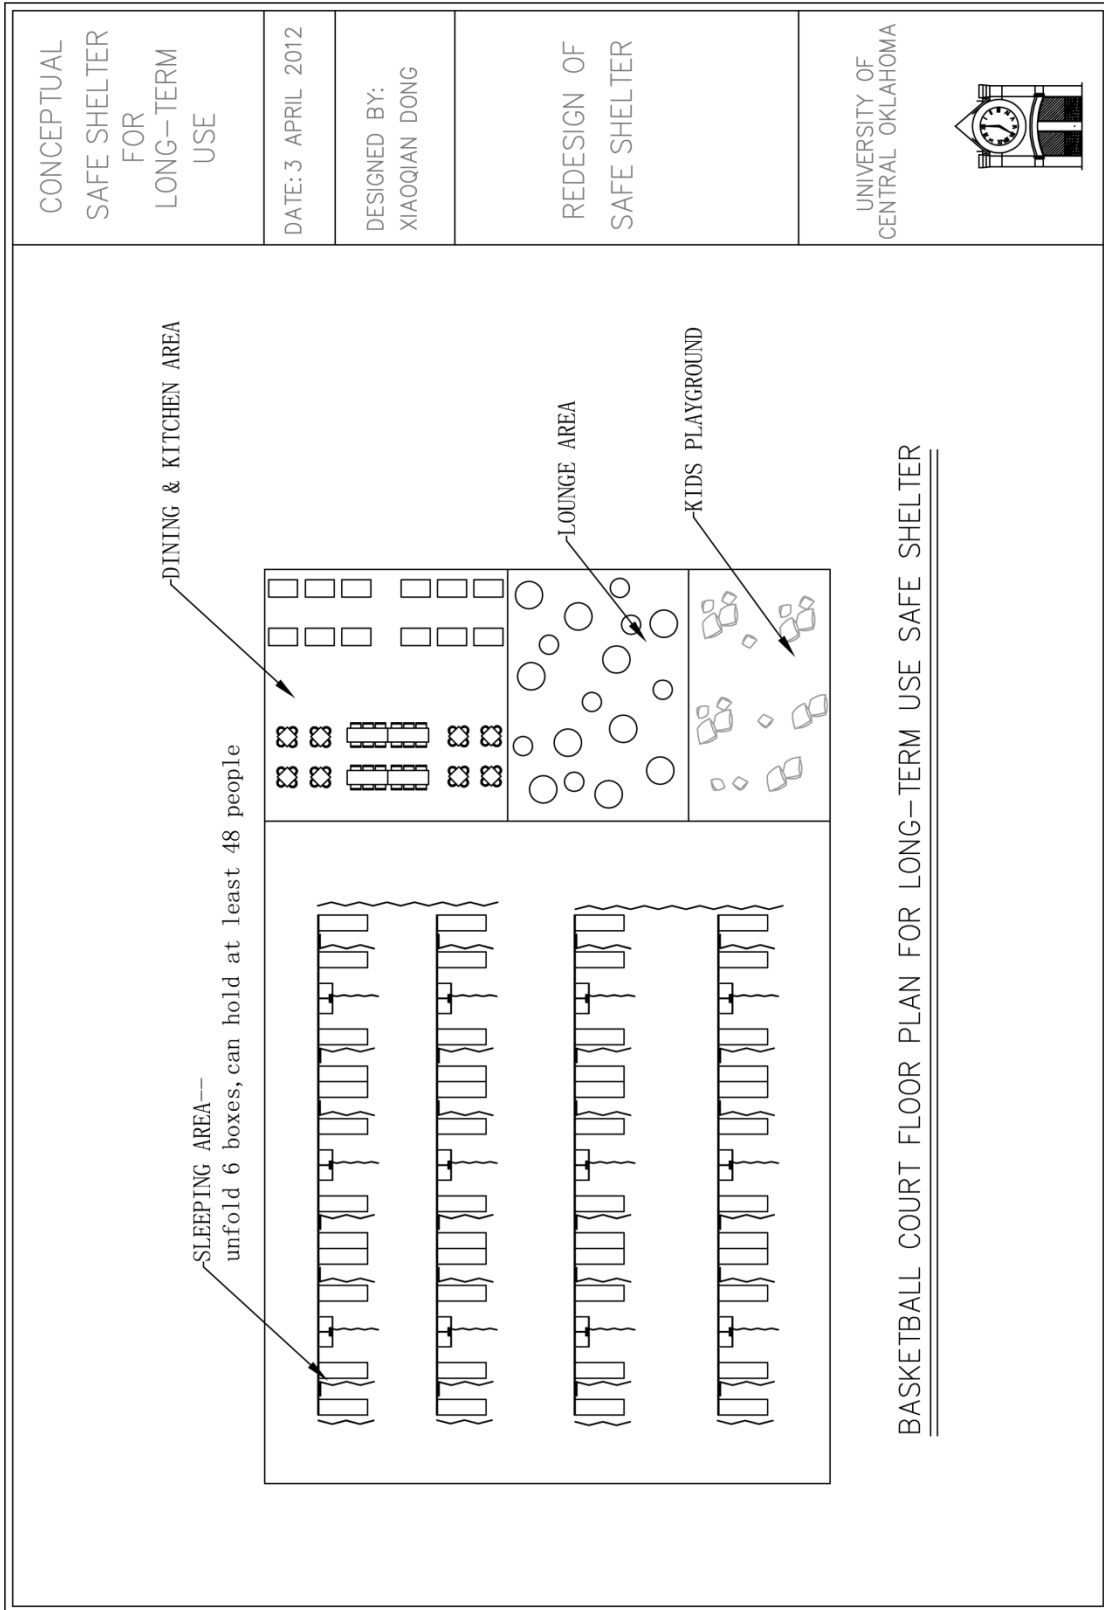 SLEEPING AREA--
unfold 6 boxes, can hold at least 48 people
DINING & KITCHEN AREA
LOUNGE AREA
KIDS PLAYGROUND
BASKETBALL COURT FLOOR PLAN FOR LONG-TERM USE SAFE SHELTER
CONCEPTUAL
SAFE SHELTER
FOR
LONG-TERM
USE
DATE: 3 APRIL 2012
DESIGNED BY:
XIAOQIAN DONG
REDESIGN OF
SAFE SHELTER
UNIVERSITY OF
CENTRAL OKLAHOMA